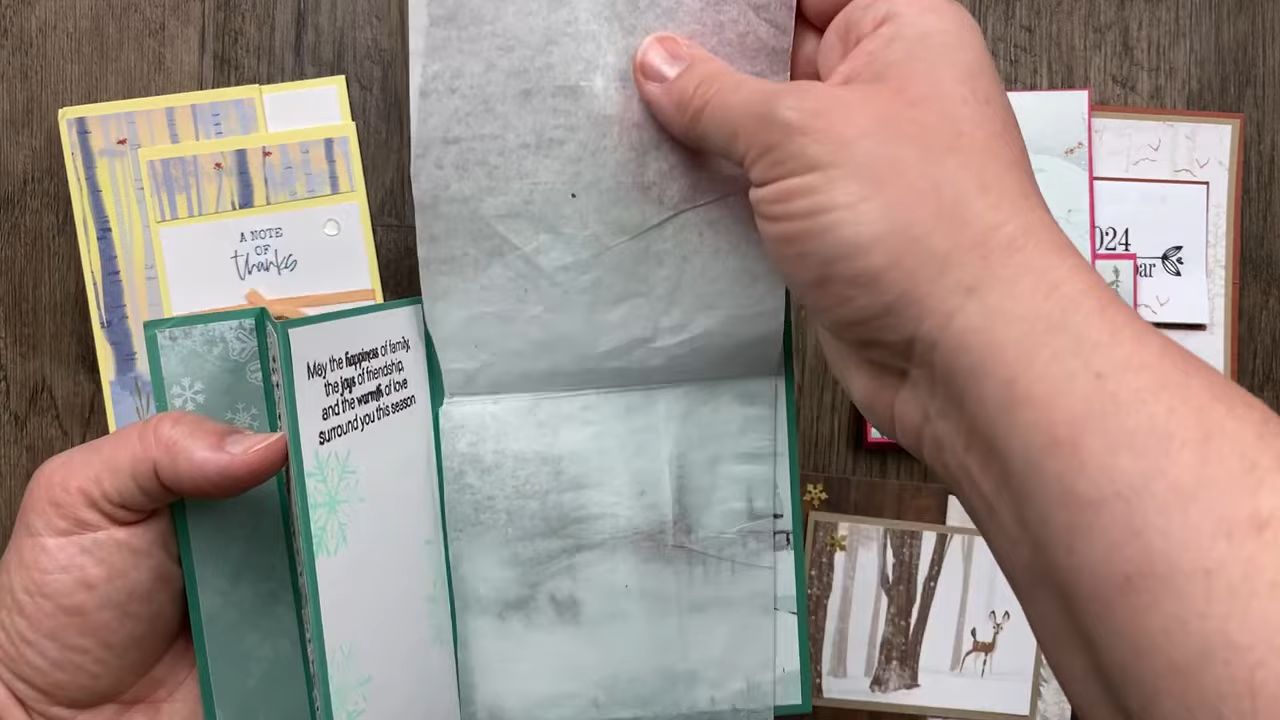 A NOTE
OF
thanks
May the happiness of family,
the joys of friendship,
and the warmth of love
surround you this season
024